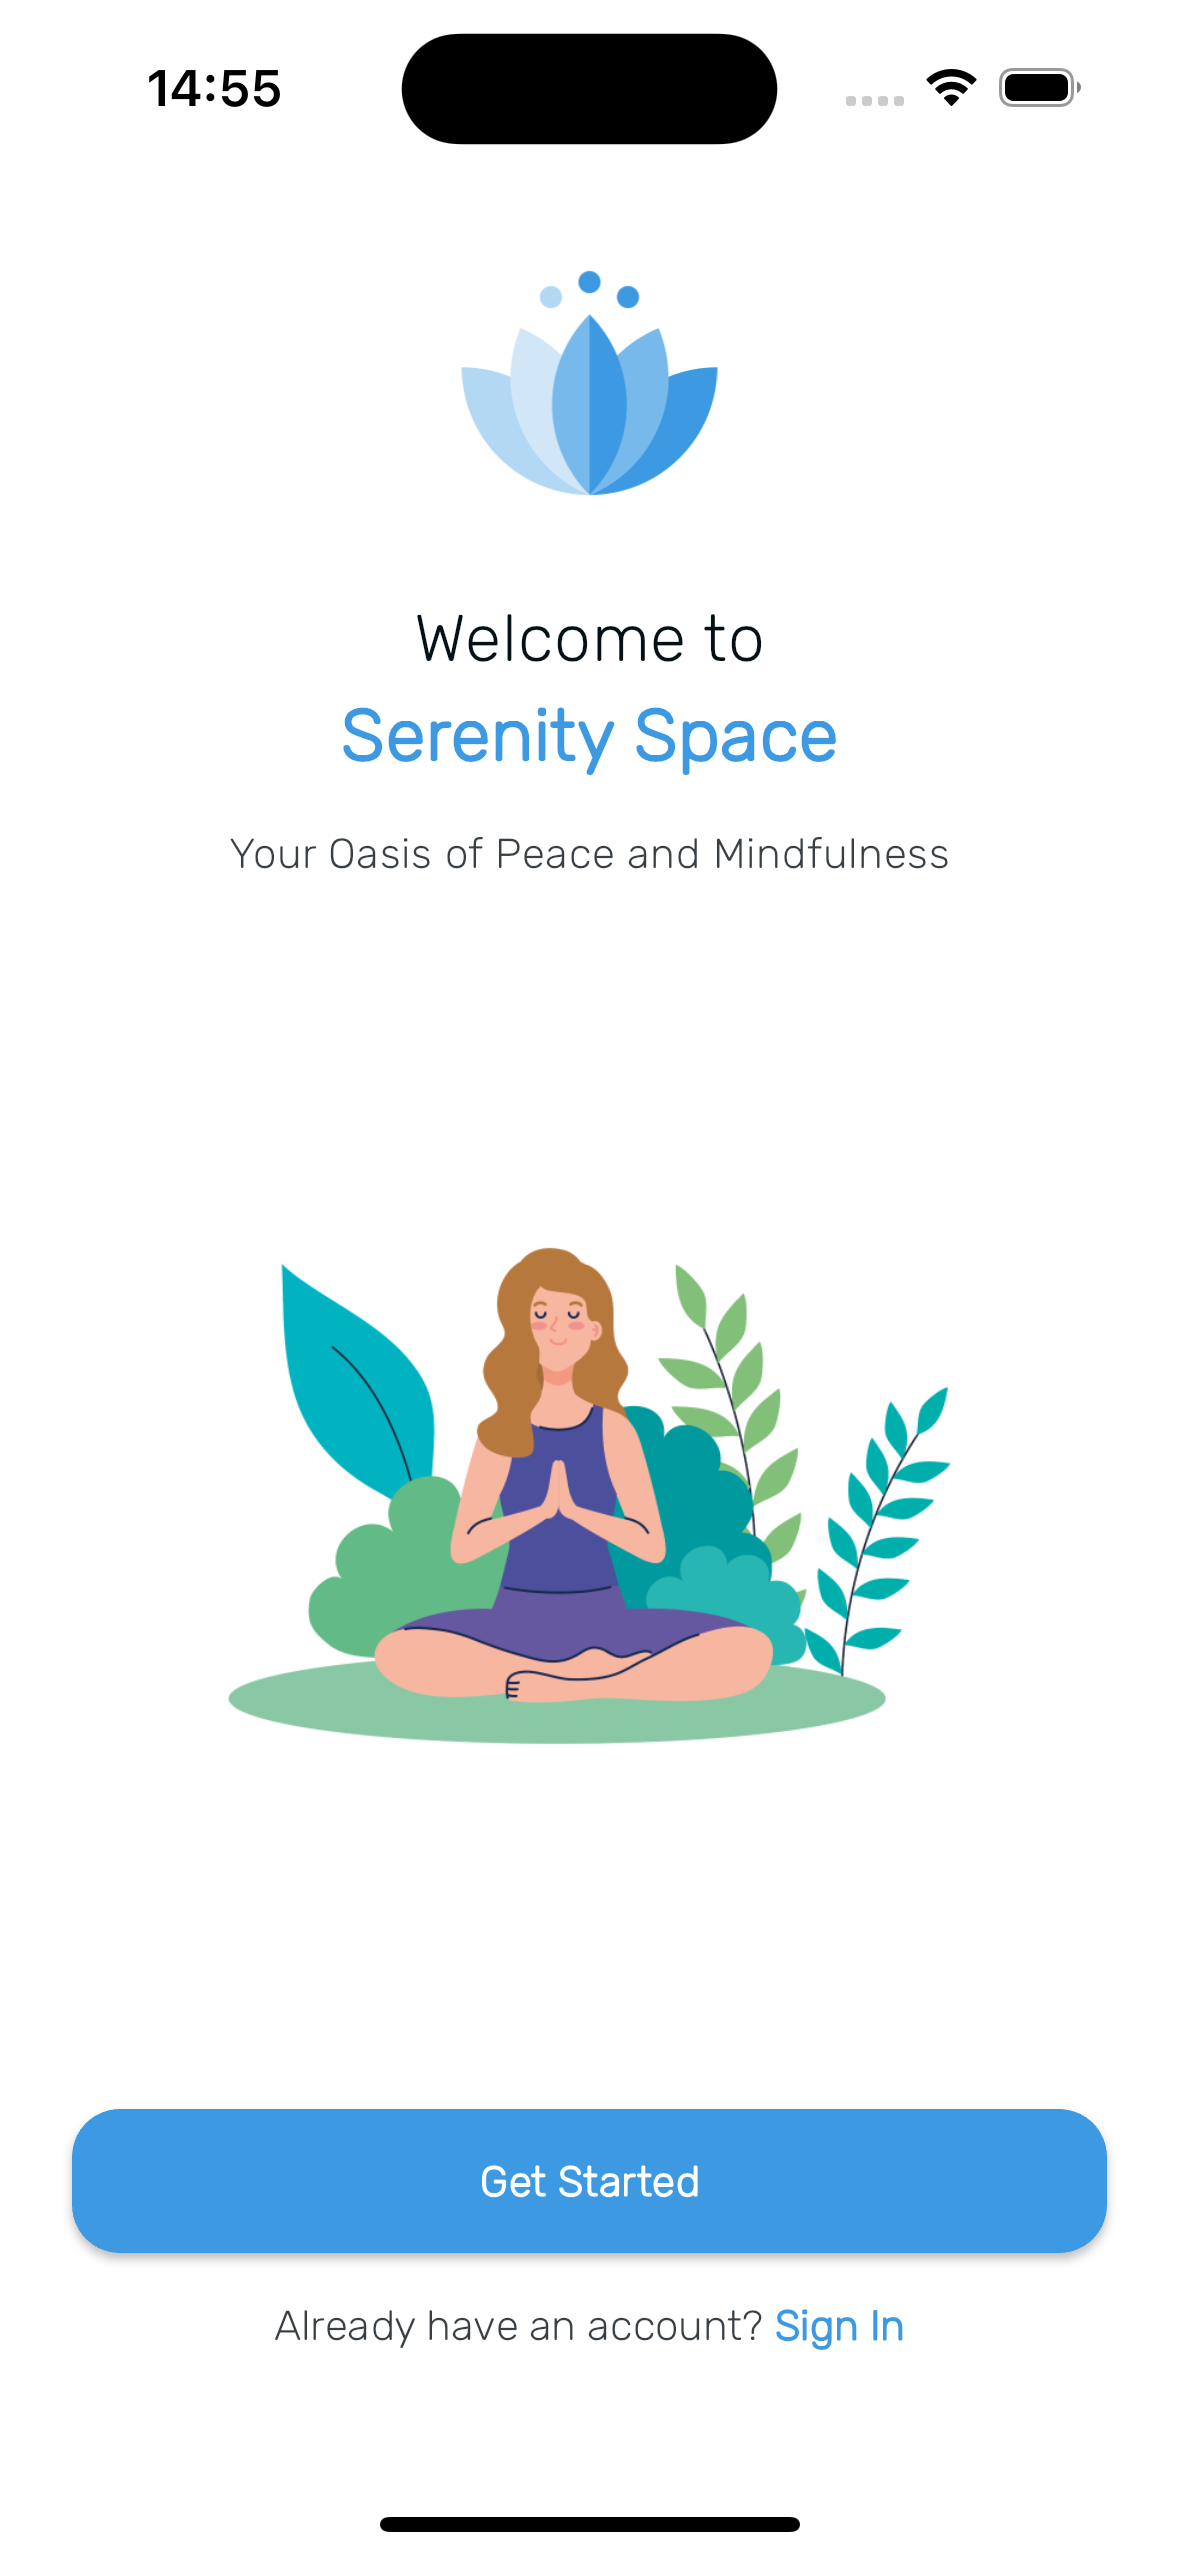 14:55
Welcome to
Serenity Space
Your Oasis of Peace and Mindfulness
Get Started
Already have an account? Sign In